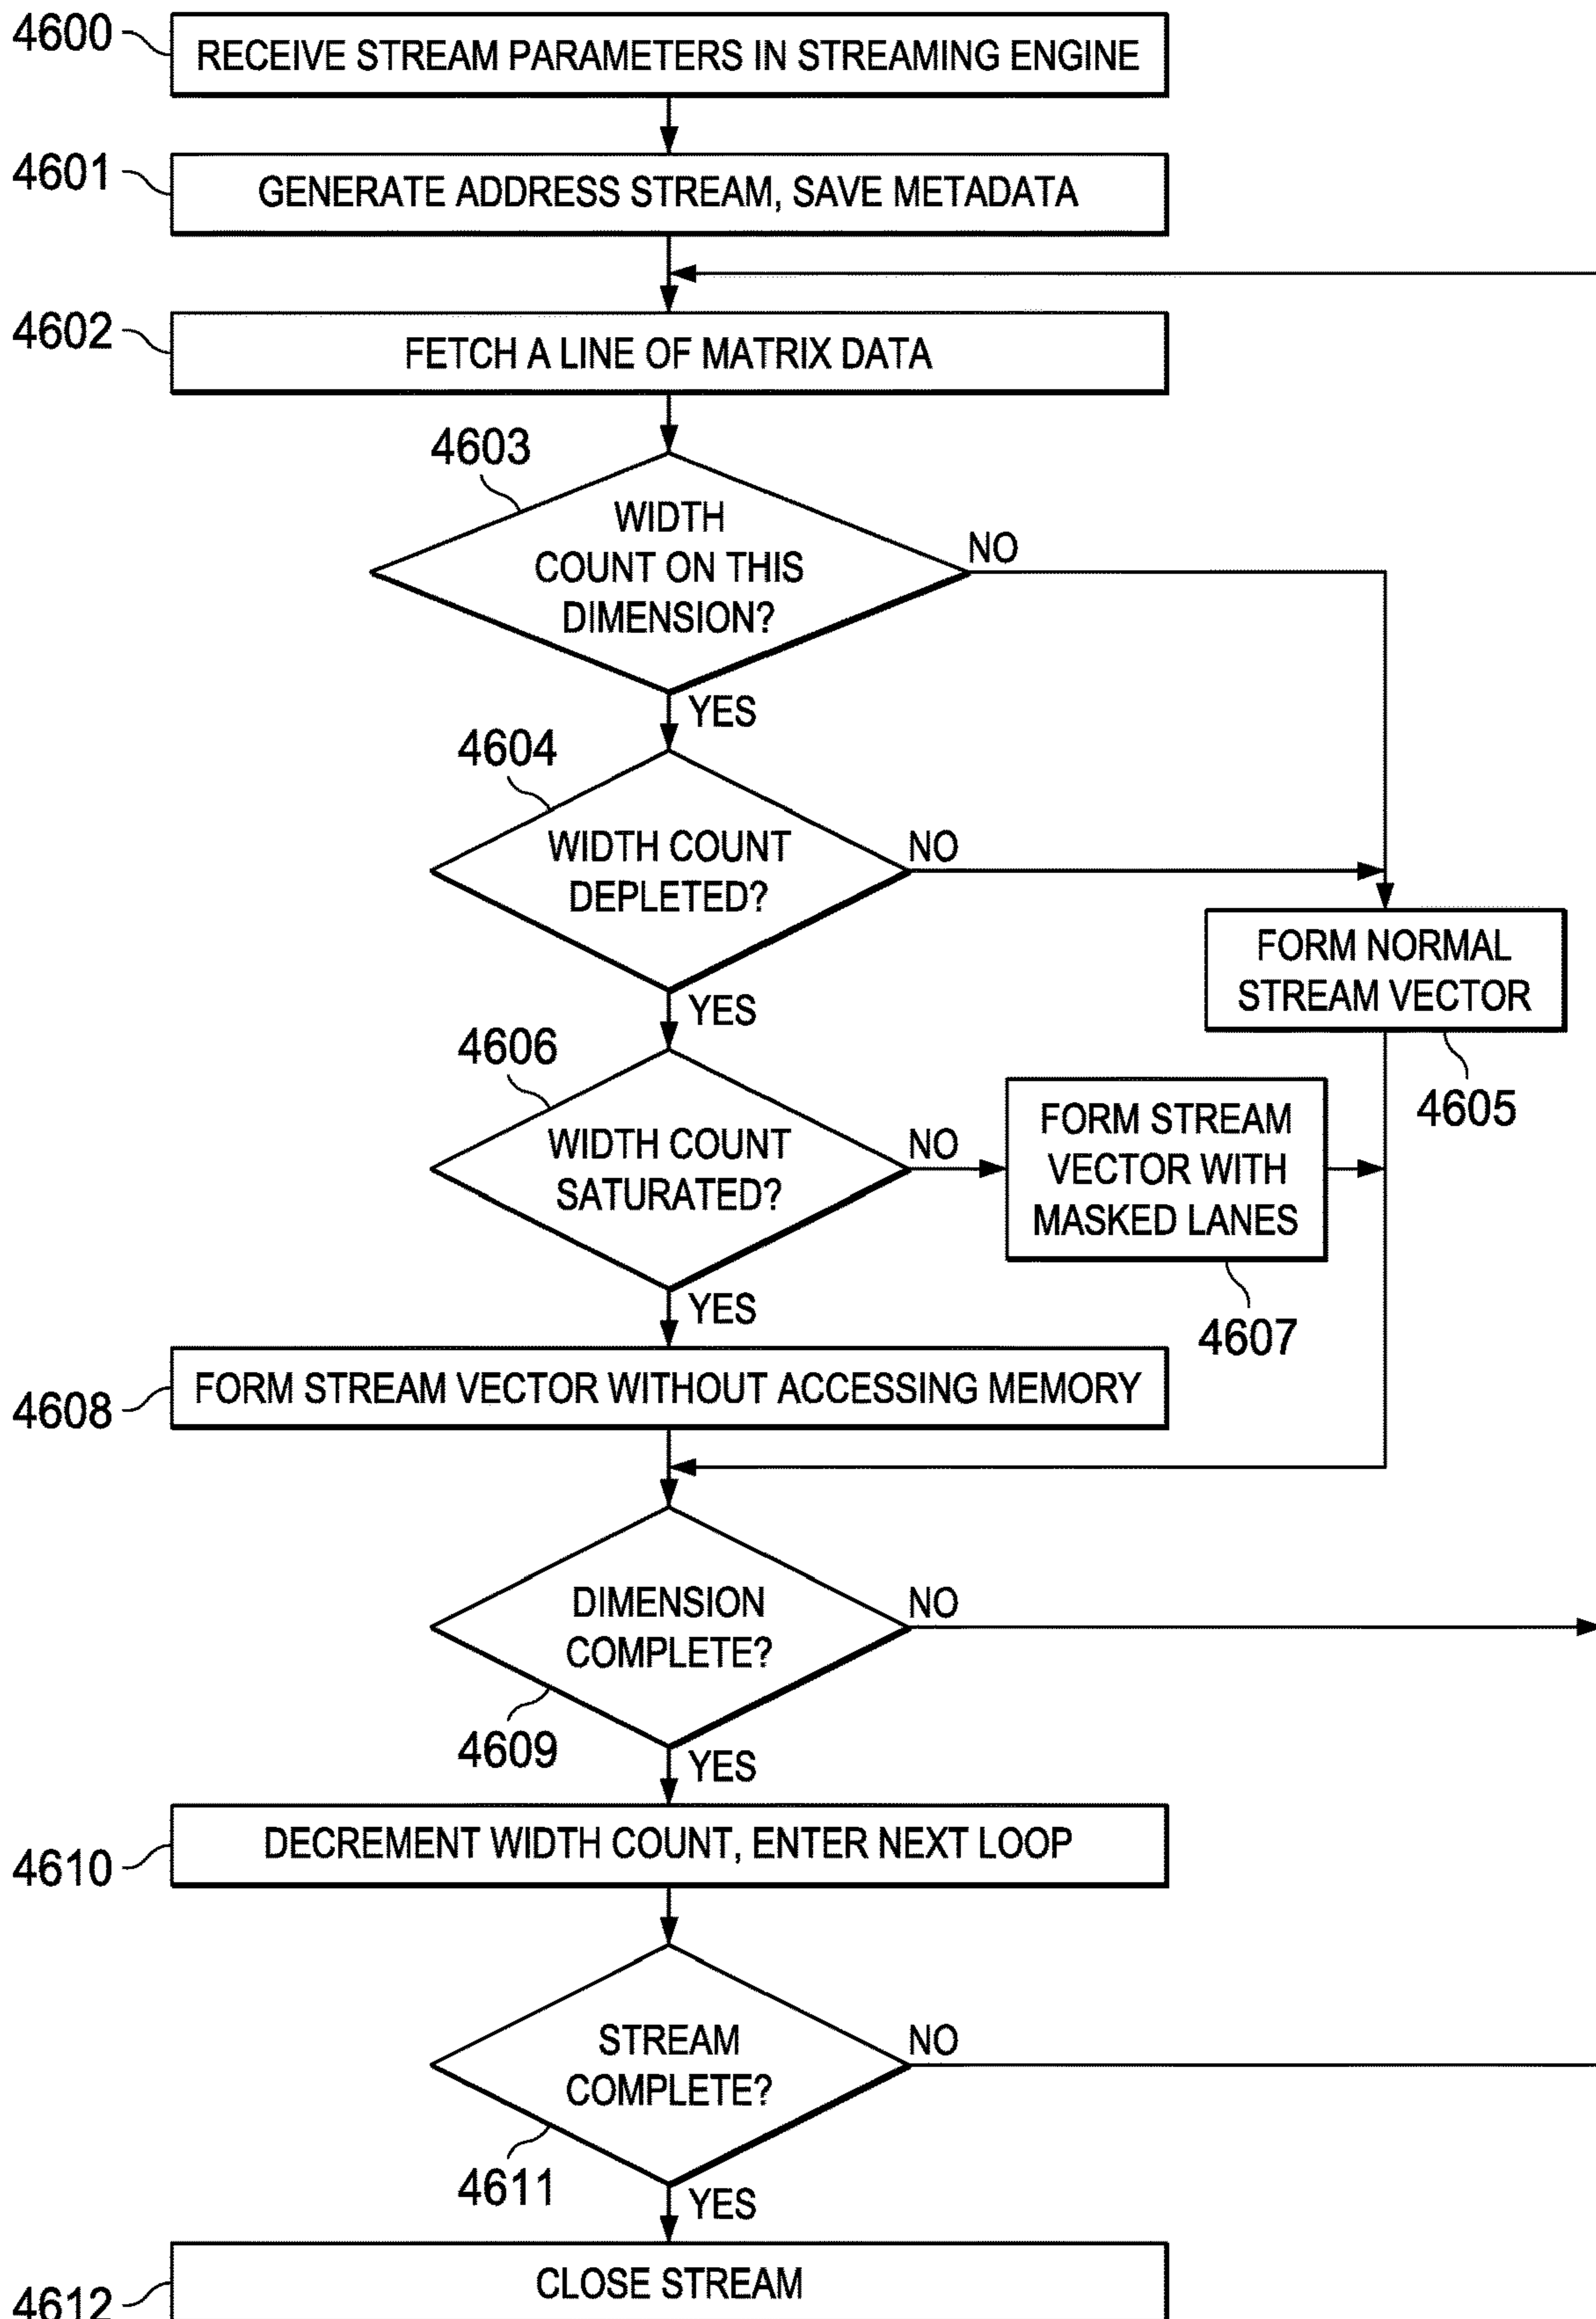 4600
RECEIVE STREAM PARAMETERS IN STREAMING ENGINE
4601
GENERATE ADDRESS STREAM, SAVE METADATA
4602
FETCH A LINE OF MATRIX DATA
4603
WIDTH
COUNT ON THIS
DIMENSION?
NO
YES
4604
WIDTH COUNT
DEPLETED?
NO
FORM NORMAL
STREAM VECTOR
4605
YES
4606
WIDTH COUNT
SATURATED?
NO
FORM STREAM
VECTOR WITH
MASKED LANES
4607
YES
4608
FORM STREAM VECTOR WITHOUT ACCESSING MEMORY
DIMENSION
COMPLETE?
NO
4609
YES
4610
DECREMENT WIDTH COUNT, ENTER NEXT LOOP
STREAM
COMPLETE?
NO
4611
YES
4612
CLOSE STREAM